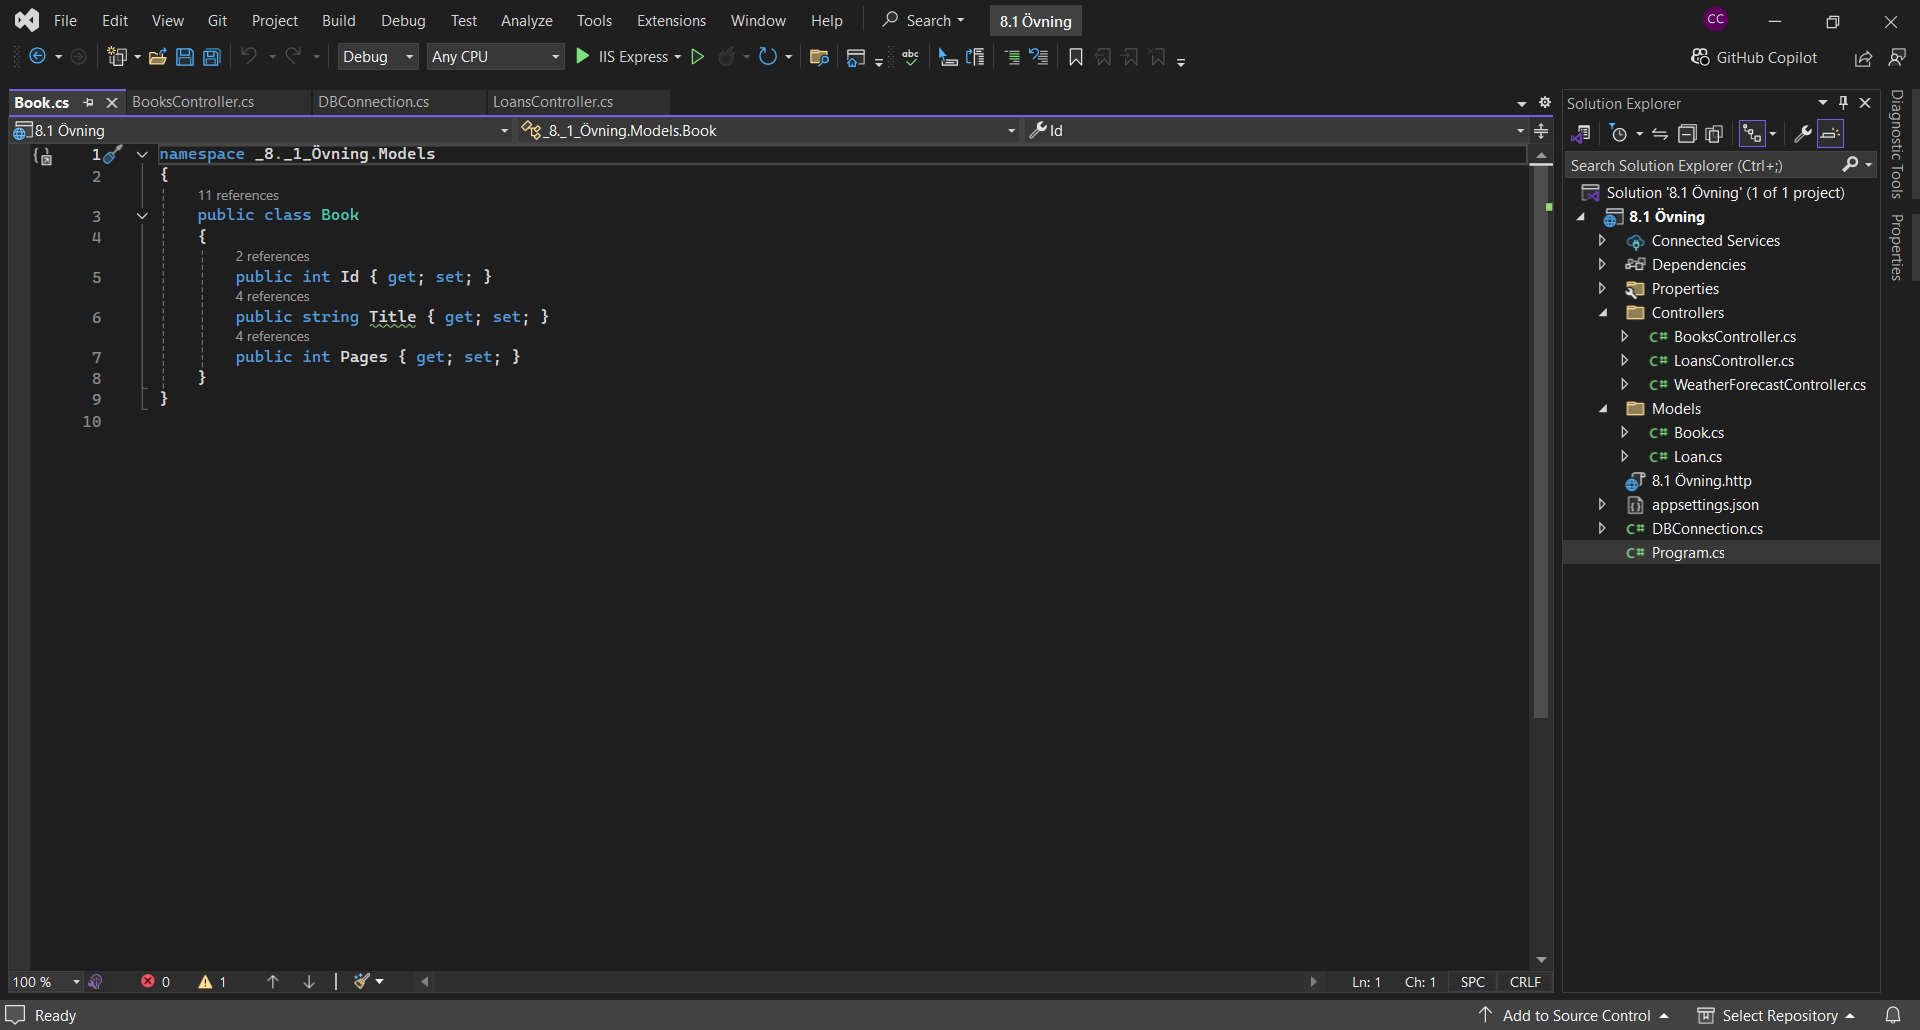 File Edit View Git Project Build Debug Test Analyze Tools Extensions Window Help Search 8.1 Övning CC
Debug Any CPU IIS Express abc GitHub Copilot
Book.cs BooksController.cs DBConnection.cs LoansController.cs
8.1 Övning _8._1_Övning.Models.Book Id
1 namespace _8._1_Övning.Models
2 {
11 references
3 public class Book
4 {
2 references
5 public int Id { get; set; }
4 references
6 public string Title { get; set; }
4 references
7 public int Pages { get; set; }
8 }
9 }
10
100 % 0 1 Ln: 1 Ch: 1 SPC CRLF
Solution Explorer
Search Solution Explorer (Ctrl+;)
Solution '8.1 Övning' (1 of 1 project)
8.1 Övning
Connected Services
Dependencies
Properties
Controllers
C# BooksController.cs
C# LoansController.cs
C# WeatherForecastController.cs
Models
C# Book.cs
C# Loan.cs
8.1 Övning.http
appsettings.json
C# DBConnection.cs
C# Program.cs
Diagnostic Tools
Properties
Ready Add to Source Control Select Repository